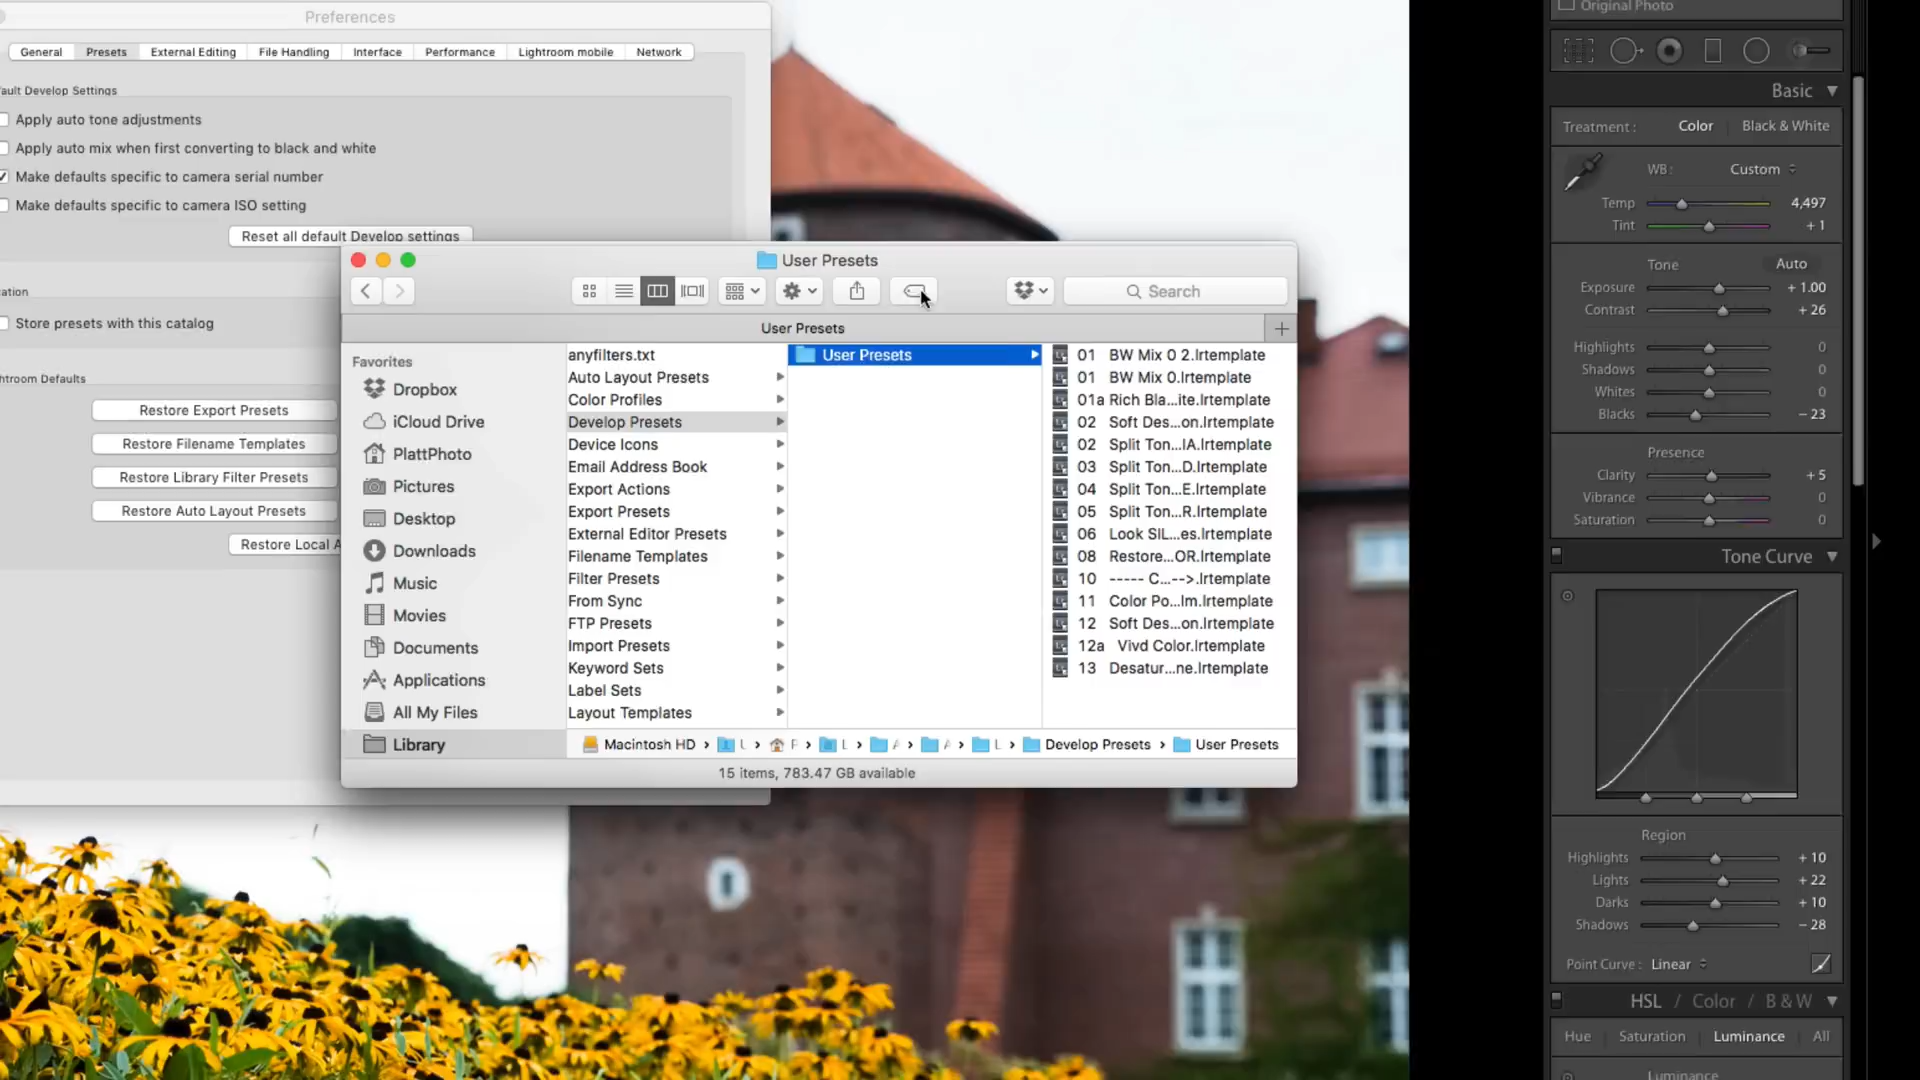 Preferences
General Presets External Editing File Handling Interface Performance Lightroom mobile Network
ault Develop Settings
Apply auto tone adjustments
Apply auto mix when first converting to black and white
Make defaults specific to camera serial number
Make defaults specific to camera ISO setting
Reset all default Develop settings
ation
Store presets with this catalog
htroom Defaults
Restore Export Presets
Restore Filename Templates
Restore Library Filter Presets
Restore Auto Layout Presets
Restore Local A
User Presets
Search
User Presets
Favorites
Dropbox
iCloud Drive
PlattPhoto
Pictures
Desktop
Downloads
Music
Movies
Documents
Applications
All My Files
Library
anyfilters.txt
Auto Layout Presets
Color Profiles
Develop Presets
Device Icons
Email Address Book
Export Actions
Export Presets
External Editor Presets
Filename Templates
Filter Presets
From Sync
FTP Presets
Import Presets
Keyword Sets
Label Sets
Layout Templates
User Presets
01 BW Mix 0 2.lrtemplate
01 BW Mix 0.lrtemplate
01a Rich Bla...ite.lrtemplate
02 Soft Des...on.lrtemplate
02 Split Ton...IA.lrtemplate
03 Split Ton...D.lrtemplate
04 Split Ton...E.lrtemplate
05 Split Ton...R.lrtemplate
06 Look SIL...es.lrtemplate
08 Restore...OR.lrtemplate
10 ----- C...-->.lrtemplate
11 Color Po...lm.lrtemplate
12 Soft Des...on.lrtemplate
12a Vivd Color.lrtemplate
13 Desatur...ne.lrtemplate
Macintosh HD › L › P › L › A › A › L › Develop Presets › User Presets
15 items, 783.47 GB available
Original Photo
Basic
Treatment : Color Black & White
WB : Custom
Temp 4,497
Tint + 1
Tone Auto
Exposure + 1.00
Contrast + 26
Highlights 0
Shadows 0
Whites 0
Blacks - 23
Presence
Clarity + 5
Vibrance 0
Saturation 0
Tone Curve
Region
Highlights + 10
Lights + 22
Darks + 10
Shadows - 28
Point Curve : Linear
HSL / Color / B & W
Hue Saturation Luminance All
Luminance